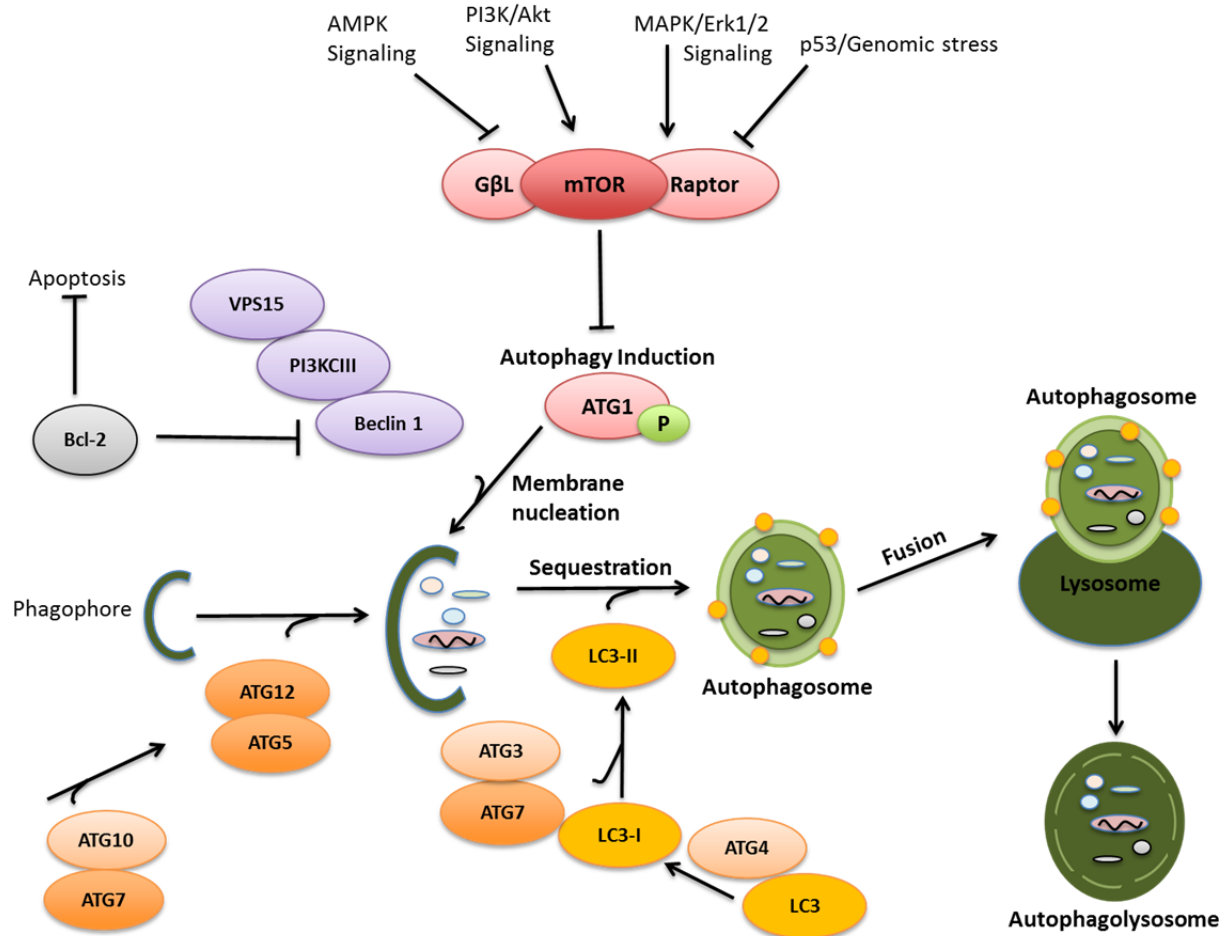 AMPK
Signaling
PI3K/Akt
Signaling
MAPK/Erk1/2
Signaling
p53/Genomic stress
GβL
mTOR
Raptor
Apoptosis
VPS15
PI3KCIII
Beclin 1
Bcl-2
Autophagy Induction
ATG1
P
Membrane
nucleation
Autophagosome
Phagophore
Sequestration
Fusion
Lysosome
LC3-II
Autophagosome
ATG12
ATG5
ATG3
ATG7
LC3-I
ATG4
LC3
ATG10
ATG7
Autophagolysosome